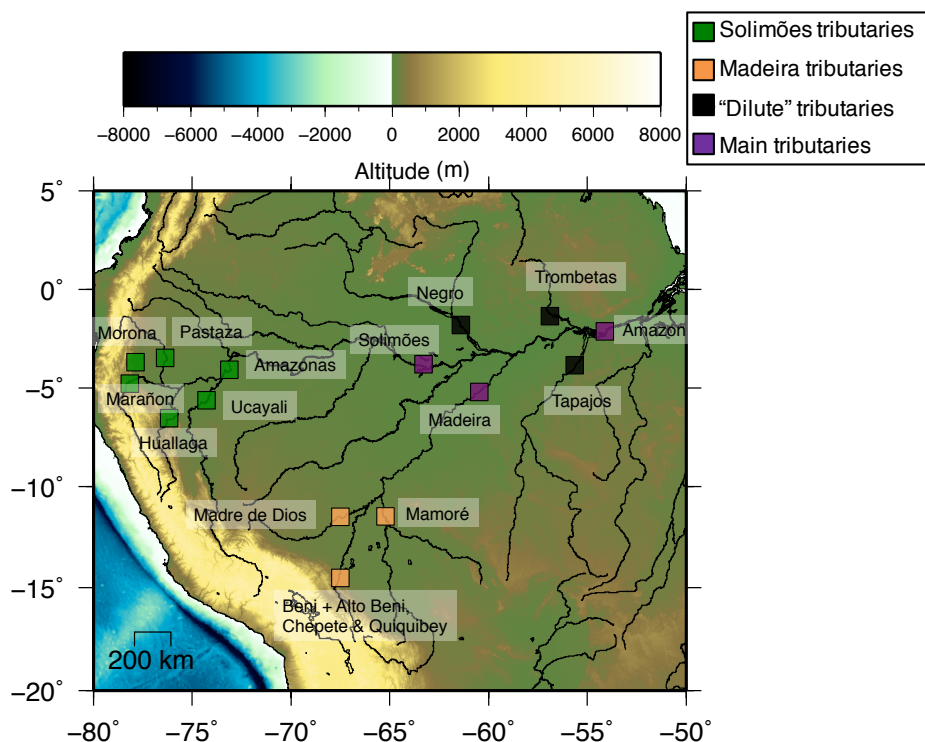 Solimões tributaries
Madeira tributaries
“Dilute” tributaries
Main tributaries
−8000 −6000 −4000 −2000 0 2000 4000 6000 8000
Altitude (m)
5˚
0˚
−5˚
−10˚
−15˚
−20˚
Trombetas
Negro
Morona
Pastaza
Solimões
Amazon
Amazonas
Marañon
Ucayali
Madeira
Tapajos
Huallaga
Madre de Dios
Mamoré
Beni + Alto Beni,
Chepete & Quiquibey
200 km
−80˚ −75˚ −70˚ −65˚ −60˚ −55˚ −50˚